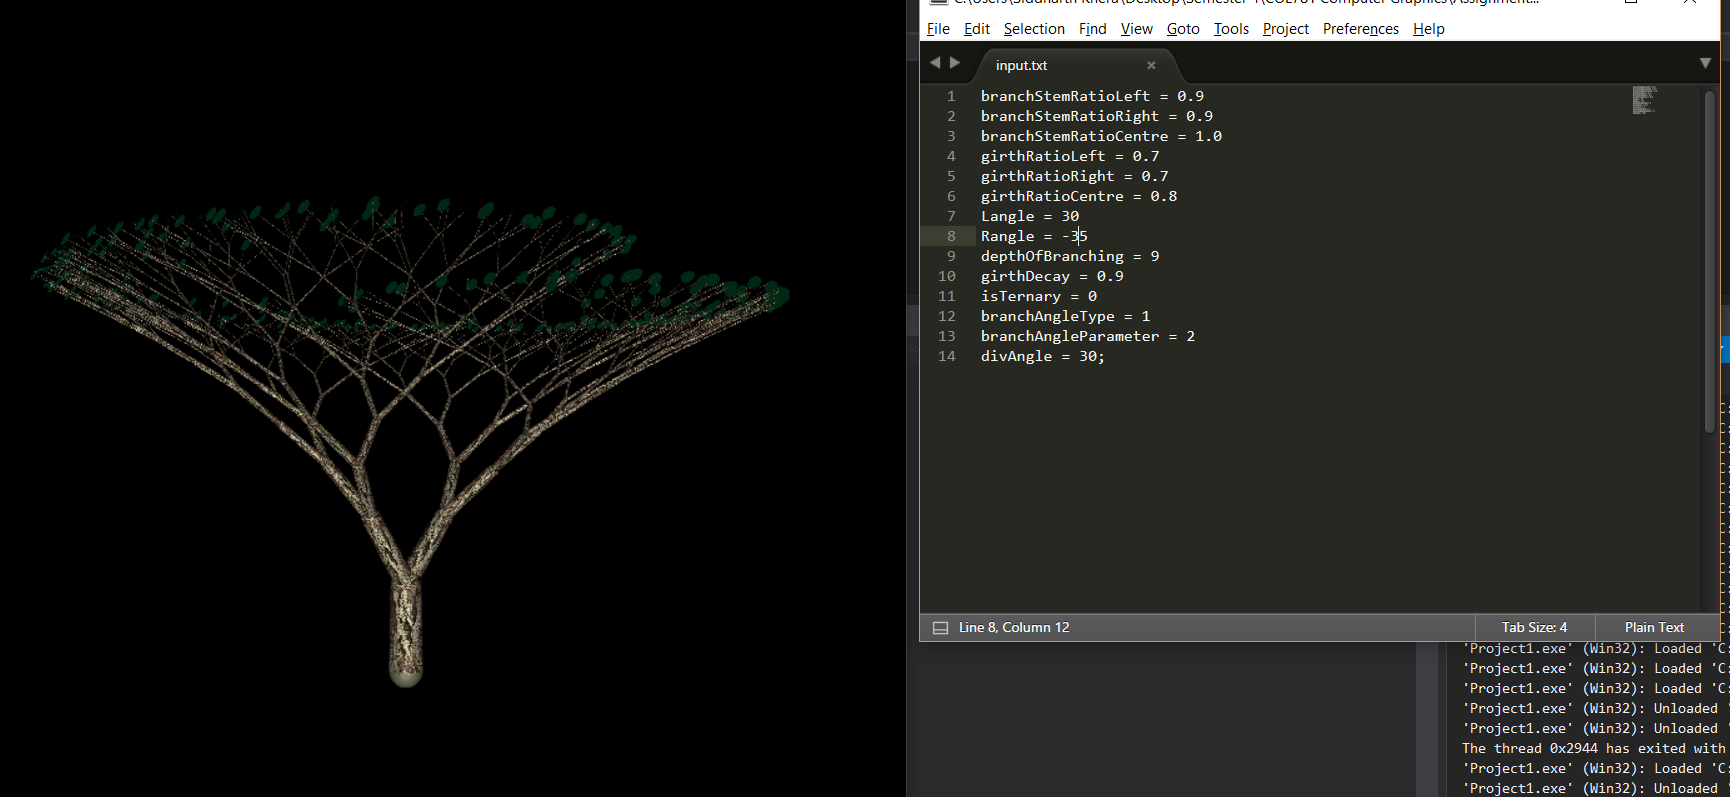 File Edit Selection Find View Goto Tools Project Preferences Help
input.txt
1 branchStemRatioLeft = 0.9
2 branchStemRatioRight = 0.9
3 branchStemRatioCentre = 1.0
4 girthRatioLeft = 0.7
5 girthRatioRight = 0.7
6 girthRatioCentre = 0.8
7 Langle = 30
8 Rangle = -35
9 depthOfBranching = 9
10 girthDecay = 0.9
11 isTernary = 0
12 branchAngleType = 1
13 branchAngleParameter = 2
14 divAngle = 30;
Line 8, Column 12 Tab Size: 4 Plain Text
'Project1.exe' (Win32): Loaded 'C:
'Project1.exe' (Win32): Loaded 'C:
'Project1.exe' (Win32): Loaded 'C:
'Project1.exe' (Win32): Unloaded '
'Project1.exe' (Win32): Unloaded '
The thread 0x2944 has exited with
'Project1.exe' (Win32): Loaded 'C:
'Project1.exe' (Win32): Unloaded '